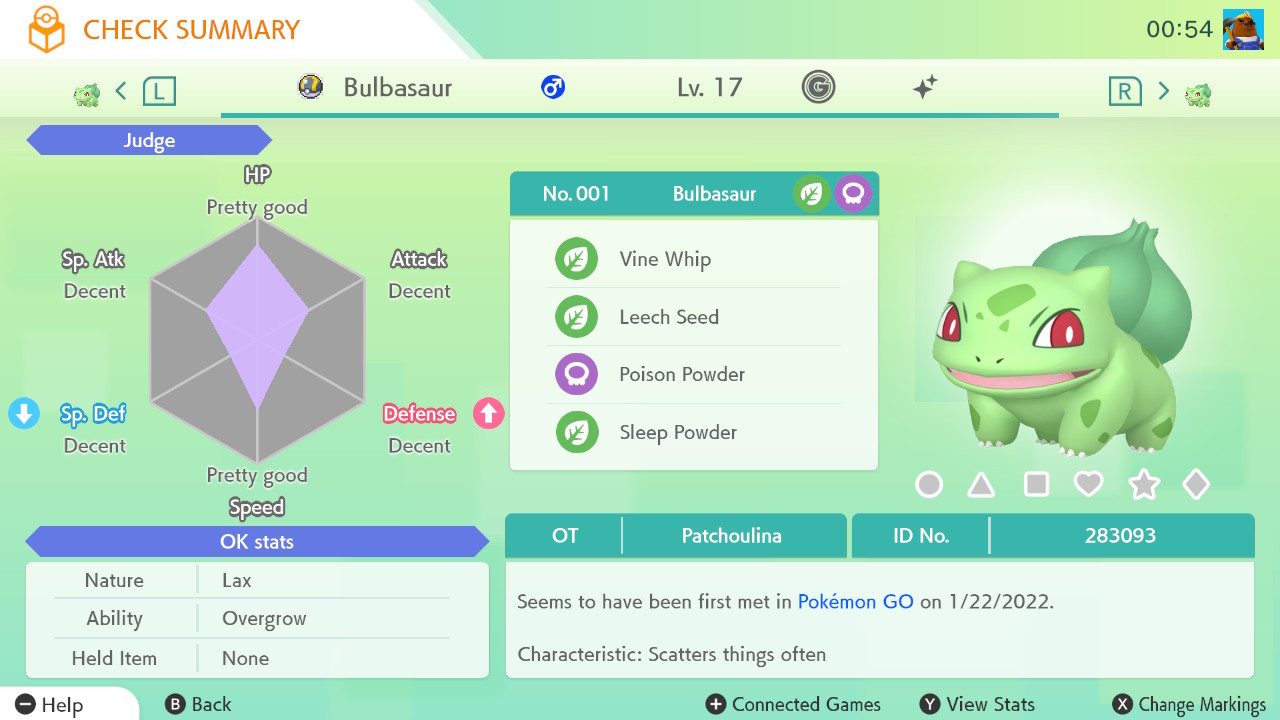 CHECK SUMMARY
00:54
L
Bulbasaur
Lv. 17
G
R
Judge
HP
Pretty good
Sp. Atk
Decent
Attack
Decent
Sp. Def
Decent
Defense
Decent
Pretty good
Speed
OK stats
Nature Lax
Ability Overgrow
Held Item None
No. 001 Bulbasaur
Vine Whip
Leech Seed
Poison Powder
Sleep Powder
OT Patchoulina
ID No. 283093
Seems to have been first met in Pokémon GO on 1/22/2022.
Characteristic: Scatters things often
Help
B Back
Connected Games
Y View Stats
X Change Markings